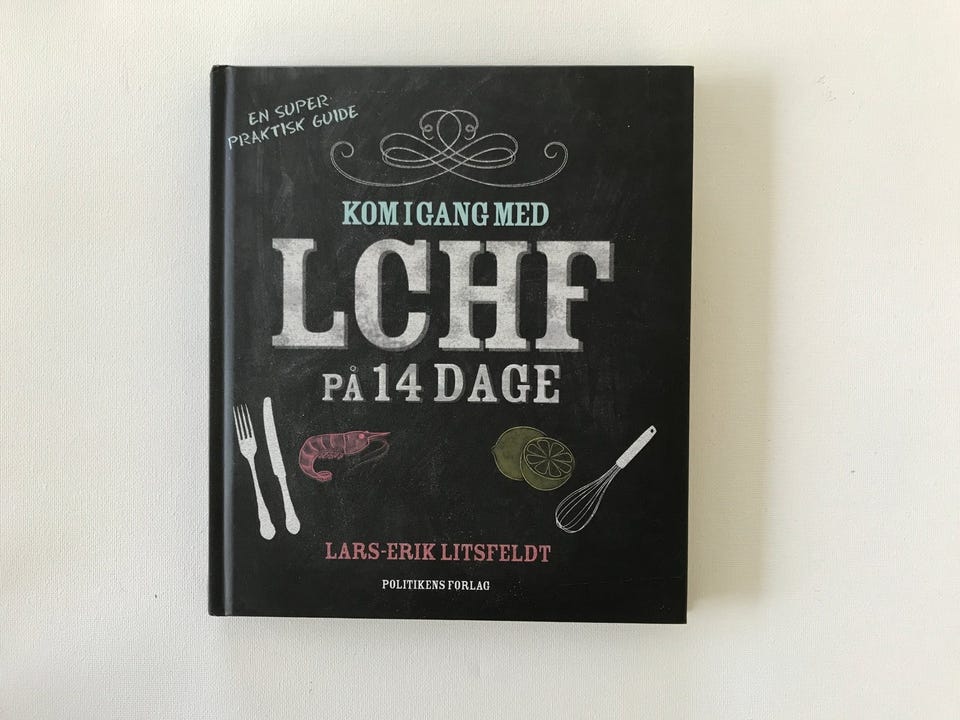 EN SUPER
PRAKTISK GUIDE
KOM I GANG MED
LCHF
PÅ 14 DAGE
LARS-ERIK LITSFELDT
POLITIKENS FORLAG